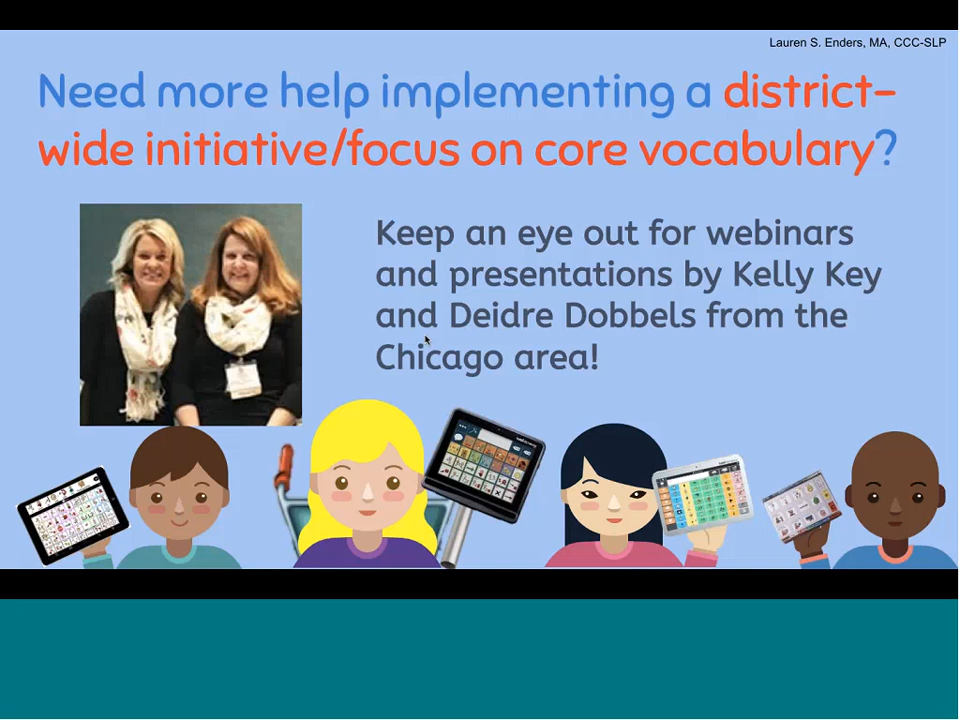 Lauren S. Enders, MA, CCC-SLP
Need more help implementing a district-
wide initiative/focus on core vocabulary?
Keep an eye out for webinars
and presentations by Kelly Key
and Deidre Dobbels from the
Chicago area!